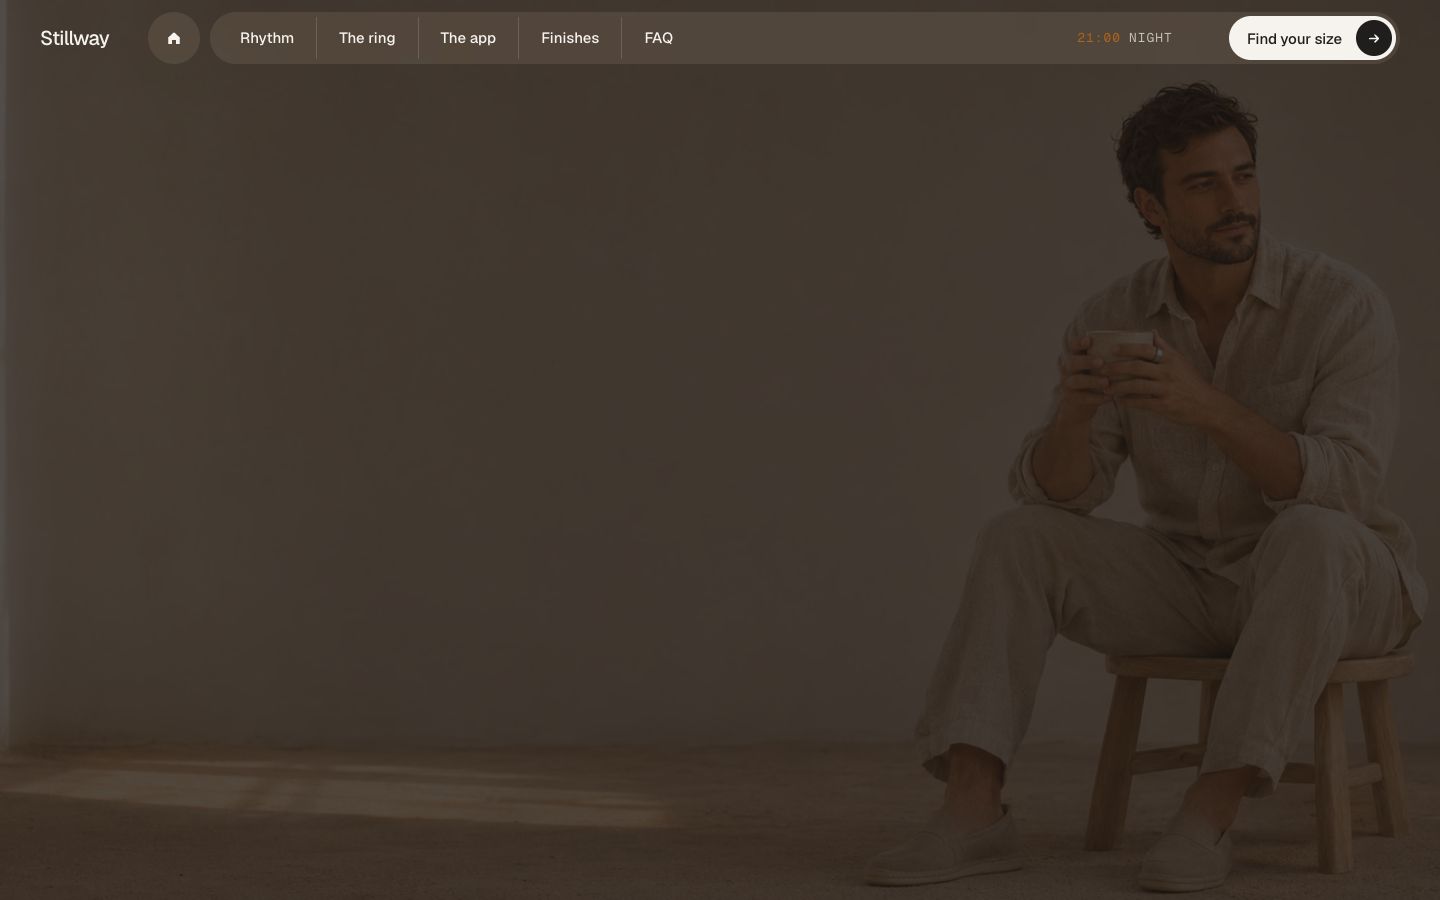 Stillway
Rhythm
The ring
The app
Finishes
FAQ
21:00 NIGHT
Find your size